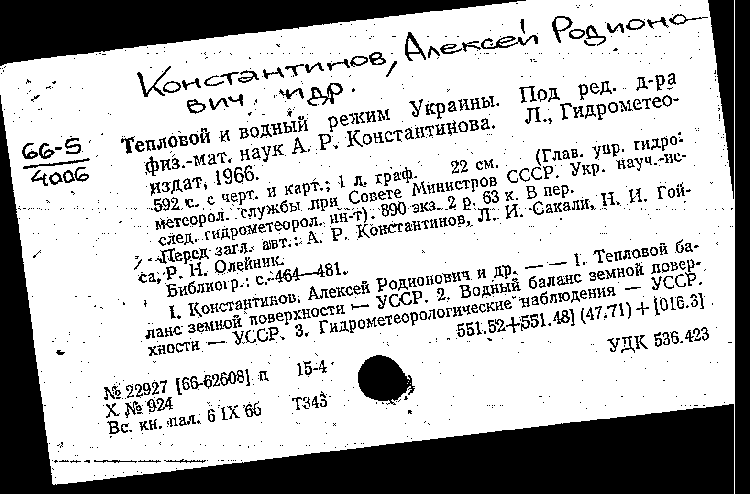 Константинов, Алексей Родионо-
вич и др.
66-5
4006
Тепловой и водный режим Украины. Под ред. д-ра
физ.-мат. наук А. Р. Константинова. Л., Гидрометео-
издат, 1966.
592 с. с черт. и карт.; 1 л. граф. 22 см. (Глав. упр. гидро-
метеорол. службы при Совете Министров СССР. Укр. науч.-ис-
след. гидрометеорол. ин-т). 890 экз. 2 р. 63 к. В пер.
Перед загл. авт.: А. Р. Константинов, Л. И. Сакали, Н. И. Гой-
са, Р. Н. Олейник.
Библиогр.: с. 464—481.
1. Константинов, Алексей Родионович и др. — — 1. Тепловой ба-
ланс земной поверхности — УССР. 2. Водный баланс земной повер-
хности — УССР. 3. Гидрометеорологические наблюдения — УССР.
551.52+551.48] (47.71) + [016.3]
№ 22927 [66-62608] п 15-4 УДК 536.423
Х. № 924
Вс. кн. пал. 6 IX 66 Т343